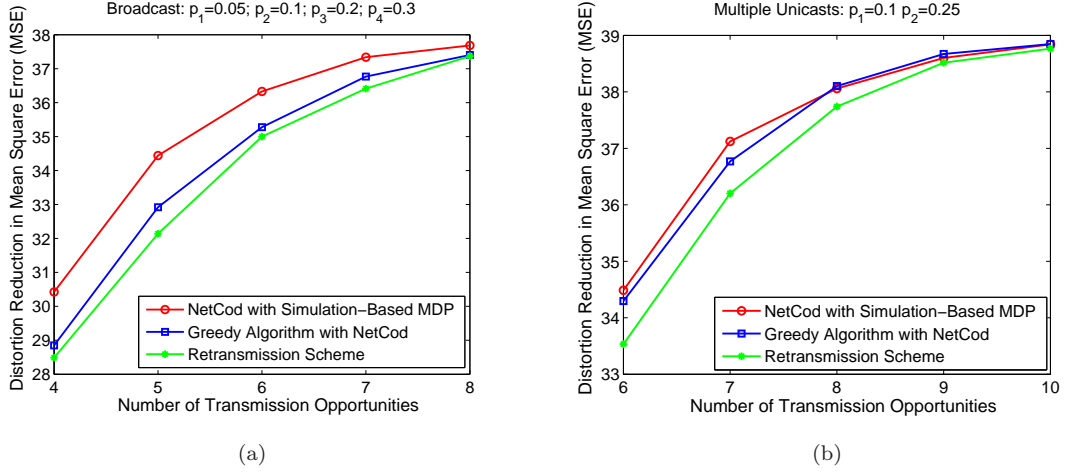 Broadcast: p₁=0.05; p₂=0.1; p₃=0.2; p₄=0.3
Distortion Reduction in Mean Square Error (MSE)
38
37
36
35
34
33
32
31
30
29
28
4
5
6
7
8
NetCod with Simulation−Based MDP
Greedy Algorithm with NetCod
Retransmission Scheme
Number of Transmission Opportunities
(a)
Multiple Unicasts: p₁=0.1 p₂=0.25
Distortion Reduction in Mean Square Error (MSE)
39
38
37
36
35
34
33
6
7
8
9
10
NetCod with Simulation−Based MDP
Greedy Algorithm with NetCod
Retransmission Scheme
Number of Transmission Opportunities
(b)